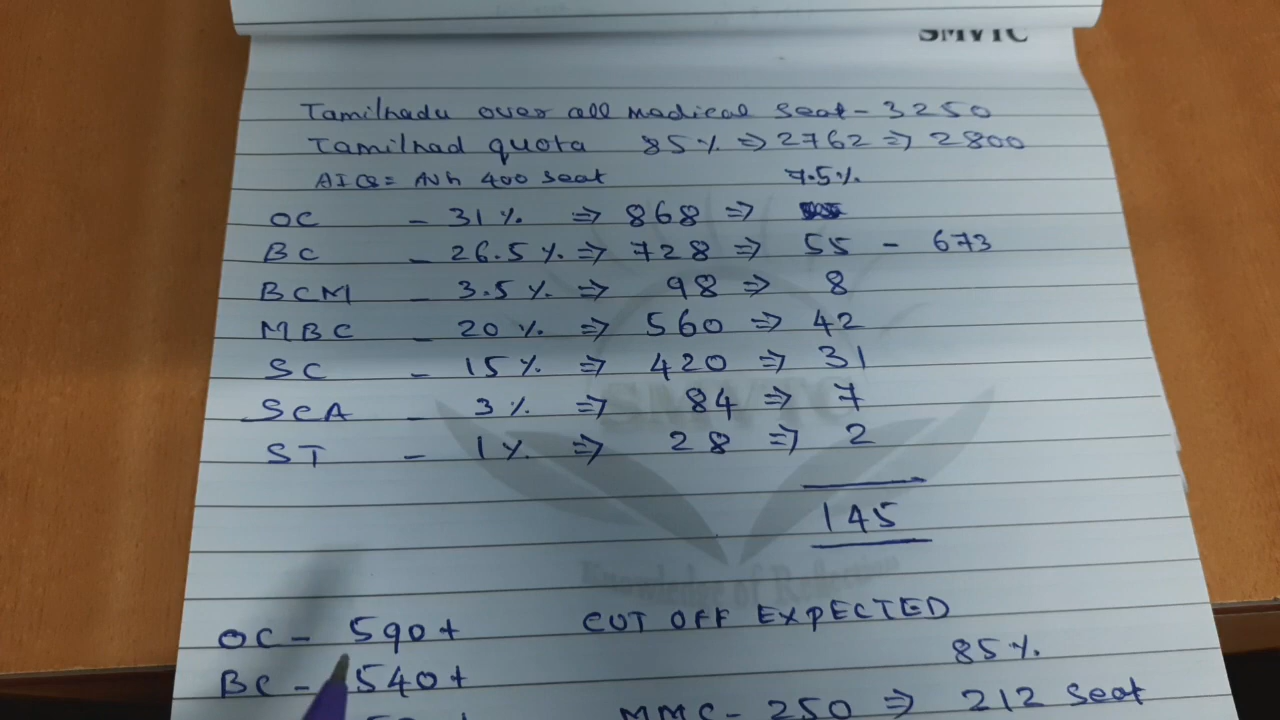 SMVTC
Tamilnadu over all medical seat - 3250
Tamilnad quota 85% ⇒ 2762 ⇒ 2800
AIQ = 400 seat 7.5%
OC - 31% ⇒ 868 ⇒
BC - 26.5% ⇒ 728 ⇒ 55 - 673
BCM - 3.5% ⇒ 98 ⇒ 8
MBC - 20% ⇒ 560 ⇒ 42
SC - 15% ⇒ 420 ⇒ 31
SCA - 3% ⇒ 84 ⇒ 7
ST - 1% ⇒ 28 ⇒ 2
145
OC - 590+ CUT OFF EXPECTED
BC - 540+ 85%
MMC - 250 ⇒ 212 seat